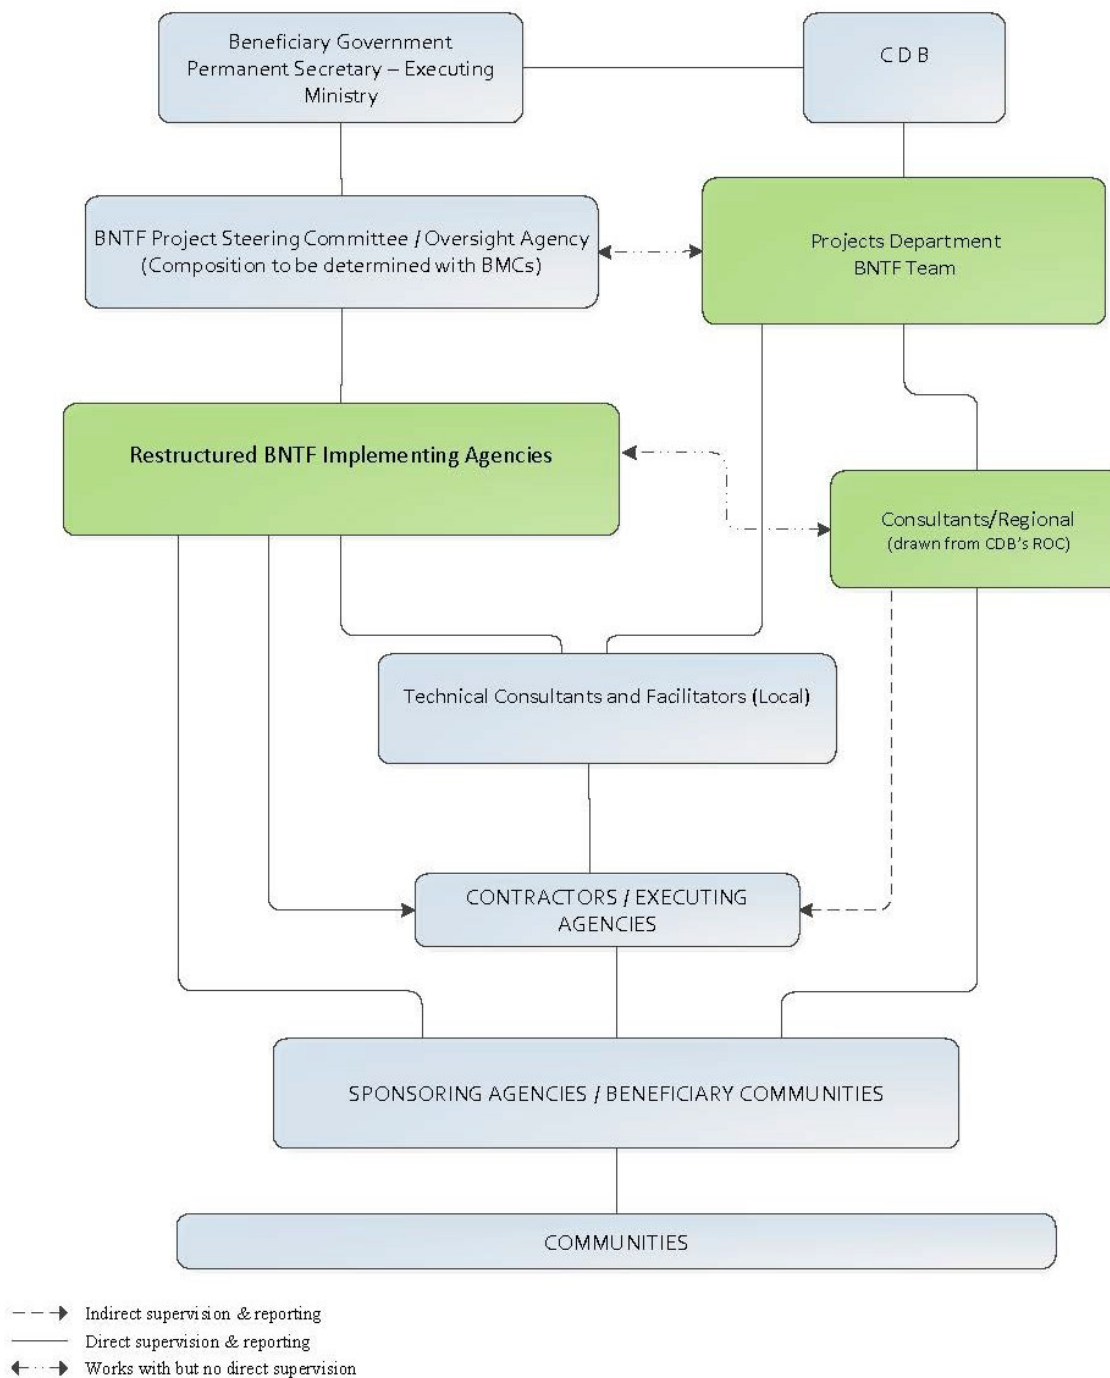 Beneficiary Government
Permanent Secretary – Executing
Ministry
C D B
BNTF Project Steering Committee / Oversight Agency
(Composition to be determined with BMCs)
Projects Department
BNTF Team
Restructured BNTF Implementing Agencies
Consultants/Regional
(drawn from CDB's ROC)
Technical Consultants and Facilitators (Local)
CONTRACTORS / EXECUTING
AGENCIES
SPONSORING AGENCIES / BENEFICIARY COMMUNITIES
COMMUNITIES
Indirect supervision & reporting
Direct supervision & reporting
Works with but no direct supervision